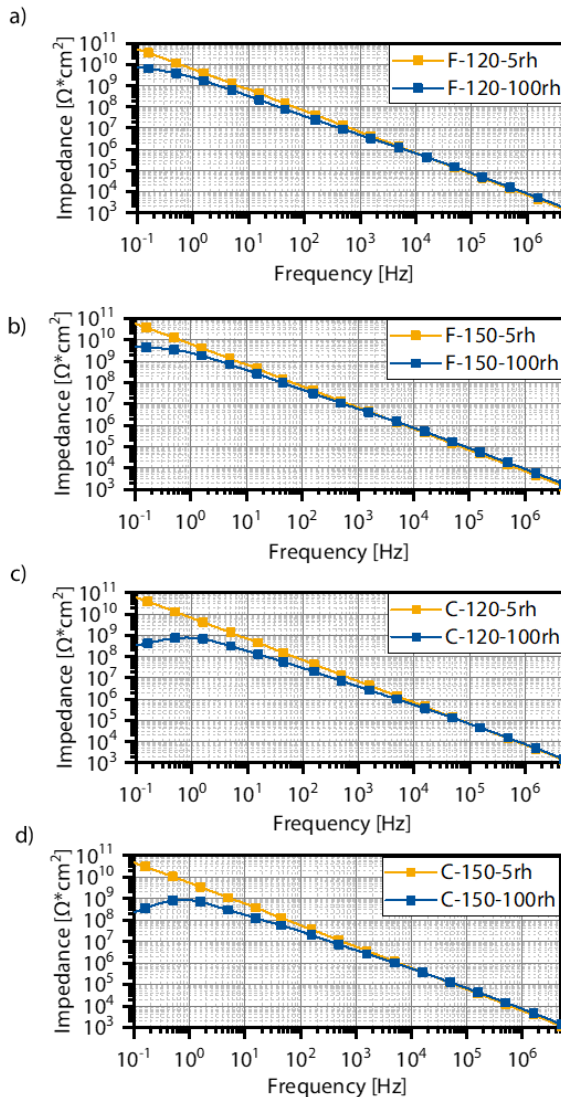 a)
Impedance [Ω*cm²]
10¹¹
10¹⁰
10⁹
10⁸
10⁷
10⁶
10⁵
10⁴
10³
F-120-5rh
F-120-100rh
10⁻¹ 10⁰ 10¹ 10² 10³ 10⁴ 10⁵ 10⁶
Frequency [Hz]
b)
Impedance [Ω*cm²]
10¹¹
10¹⁰
10⁹
10⁸
10⁷
10⁶
10⁵
10⁴
10³
F-150-5rh
F-150-100rh
10⁻¹ 10⁰ 10¹ 10² 10³ 10⁴ 10⁵ 10⁶
Frequency [Hz]
c)
Impedance [Ω*cm²]
10¹¹
10¹⁰
10⁹
10⁸
10⁷
10⁶
10⁵
10⁴
10³
C-120-5rh
C-120-100rh
10⁻¹ 10⁰ 10¹ 10² 10³ 10⁴ 10⁵ 10⁶
Frequency [Hz]
d)
Impedance [Ω*cm²]
10¹¹
10¹⁰
10⁹
10⁸
10⁷
10⁶
10⁵
10⁴
10³
C-150-5rh
C-150-100rh
10⁻¹ 10⁰ 10¹ 10² 10³ 10⁴ 10⁵ 10⁶
Frequency [Hz]